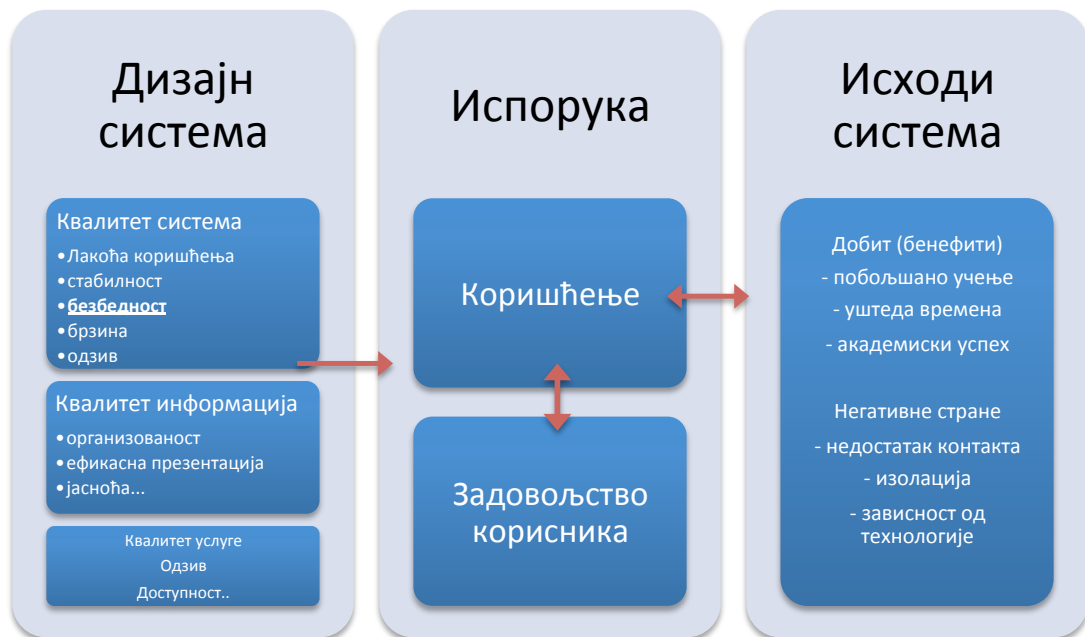 Дизајн
система
Квалитет система
•Лакоћа коришћења
•стабилност
•безбедност
•брзина
•одзив
Квалитет информација
•организованост
•ефикасна презентација
•јасноћа...
Квалитет услуге
Одзив
Доступност..
Испорука
Коришћење
Задовољство
корисника
Исходи
система
Добит (бенефити)
- побољшано учење
- уштеда времена
- академиски успех
Негативне стране
- недостатак контакта
- изолација
- зависност од
технологије